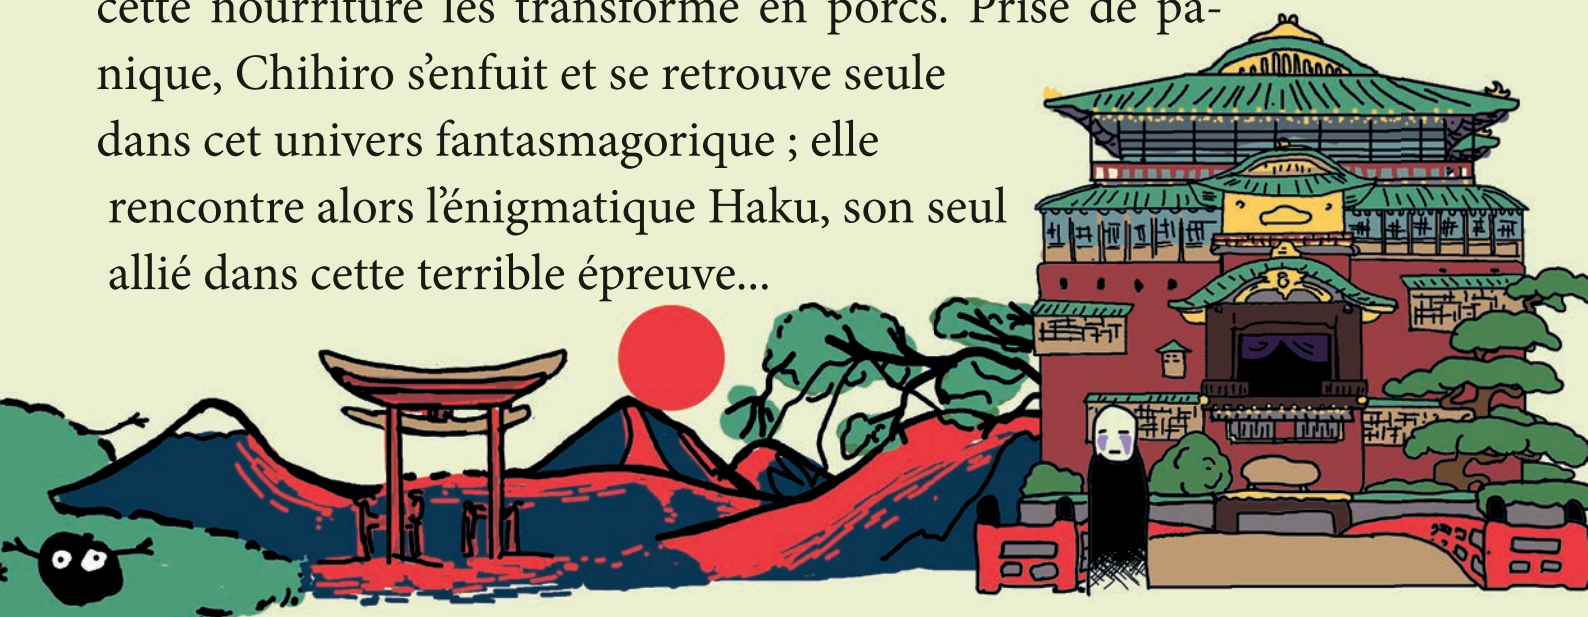 cette nourriture les transforme en porcs. Prise de pa-
nique, Chihiro s’enfuit et se retrouve seule
dans cet univers fantasmagorique ; elle
rencontre alors l’énigmatique Haku, son seul
allié dans cette terrible épreuve...